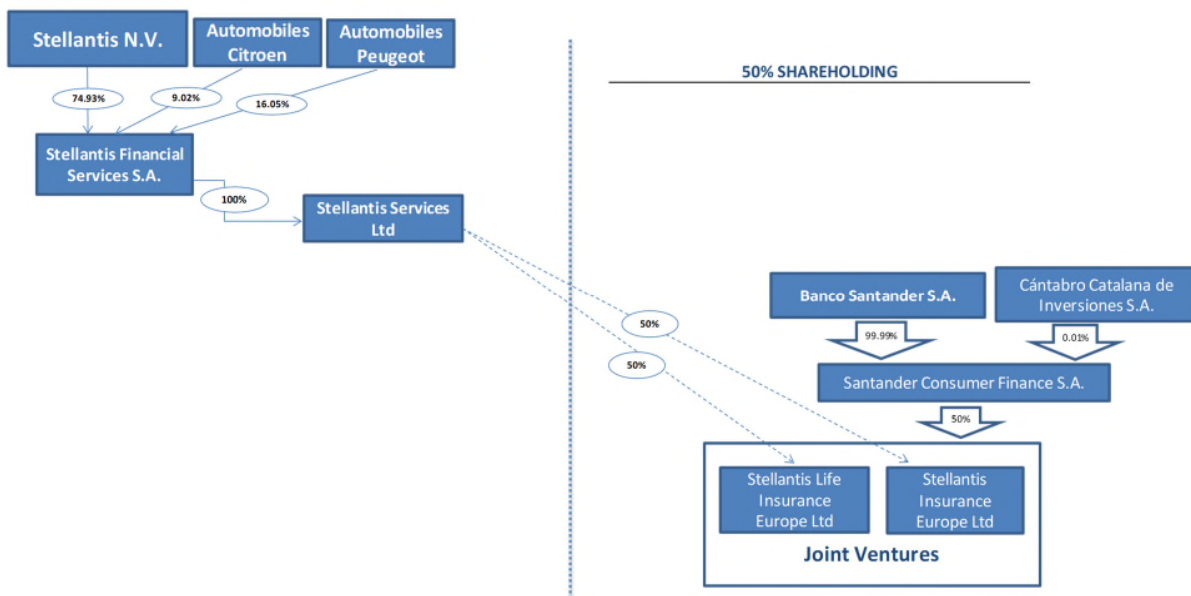 Stellantis N.V.
Automobiles
Citroen
Automobiles
Peugeot
50% SHAREHOLDING
74.93%
9.02%
16.05%
Stellantis Financial
Services S.A.
100%
Stellantis Services
Ltd
Banco Santander S.A.
Cántabro Catalana de
Inversiones S.A.
50%
99.99%
0.01%
50%
Santander Consumer Finance S.A.
50%
Stellantis Life
Insurance
Europe Ltd
Stellantis
Insurance
Europe Ltd
Joint Ventures